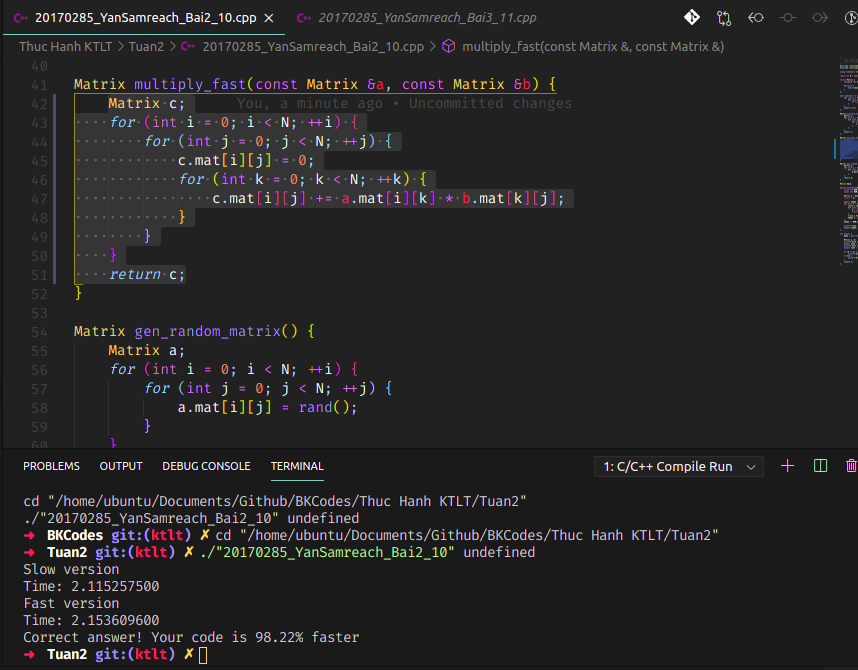 20170285_YanSamreach_Bai2_10.cpp × 20170285_YanSamreach_Bai3_11.cpp
Thuc Hanh KTLT > Tuan2 > 20170285_YanSamreach_Bai2_10.cpp > multiply_fast(const Matrix &, const Matrix &)
40
41 Matrix multiply_fast(const Matrix &a, const Matrix &b) {
42 Matrix c; You, a minute ago • Uncommitted changes
43 for (int i = 0; i < N; ++i) {
44 for (int j = 0; j < N; ++j) {
45 c.mat[i][j] = 0;
46 for (int k = 0; k < N; ++k) {
47 c.mat[i][j] += a.mat[i][k] * b.mat[k][j];
48 }
49 }
50 }
51 return c;
52 }
53
54 Matrix gen_random_matrix() {
55 Matrix a;
56 for (int i = 0; i < N; ++i) {
57 for (int j = 0; j < N; ++j) {
58 a.mat[i][j] = rand();
59 }
60 }
PROBLEMS OUTPUT DEBUG CONSOLE TERMINAL 1: C/C++ Compile Run
cd "/home/ubuntu/Documents/Github/BKCodes/Thuc Hanh KTLT/Tuan2"
./"20170285_YanSamreach_Bai2_10" undefined
➜ BKCodes git:(ktlt) ✗ cd "/home/ubuntu/Documents/Github/BKCodes/Thuc Hanh KTLT/Tuan2"
➜ Tuan2 git:(ktlt) ✗ ./"20170285_YanSamreach_Bai2_10" undefined
Slow version
Time: 2.115257500
Fast version
Time: 2.153609600
Correct answer! Your code is 98.22% faster
➜ Tuan2 git:(ktlt) ✗